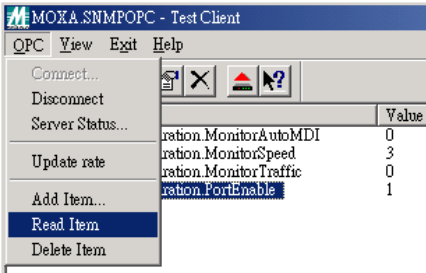 MOXA.SNMPOPC - Test Client
OPC View Exit Help
Connect...
Disconnect
Server Status...
Update rate
Add Item...
Read Item
Delete Item
Value
ration.MonitorAutoMDI 0
ration.MonitorSpeed 3
ration.MonitorTraffic 0
ration.PortEnable 1